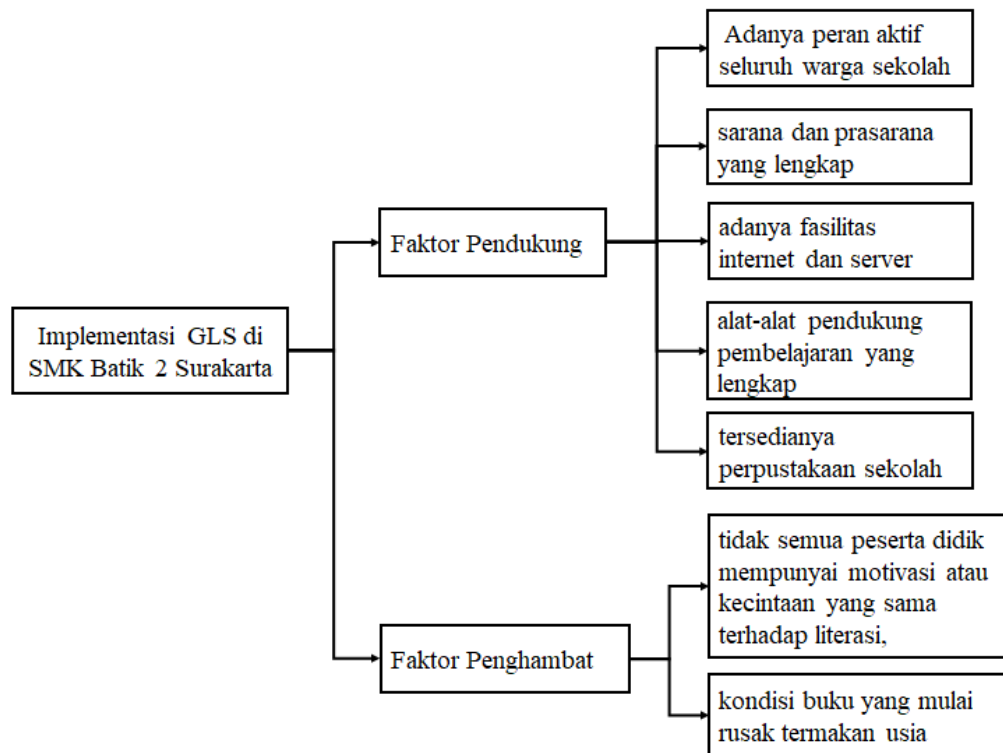 Implementasi GLS di
SMK Batik 2 Surakarta
Faktor Pendukung
Adanya peran aktif
seluruh warga sekolah
sarana dan prasarana
yang lengkap
adanya fasilitas
internet dan server
alat-alat pendukung
pembelajaran yang
lengkap
tersedianya
perpustakaan sekolah
Faktor Penghambat
tidak semua peserta didik
mempunyai motivasi atau
kecintaan yang sama
terhadap literasi,
kondisi buku yang mulai
rusak termakan usia